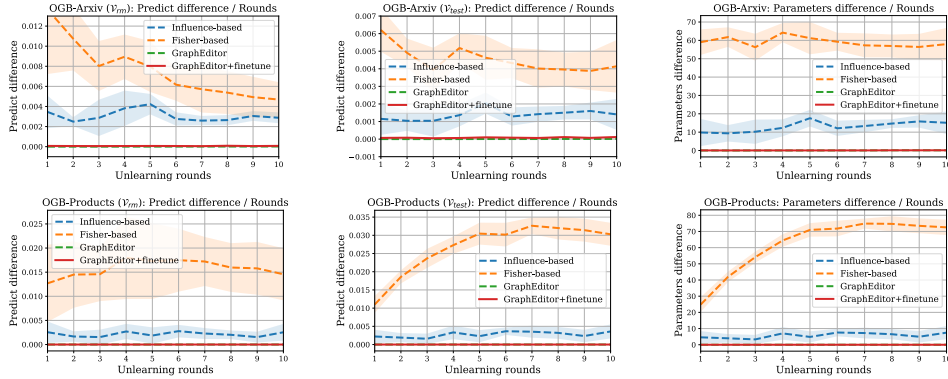 OGB-Arxiv (𝒱rm): Predict difference / Rounds
Predict difference
0.012
0.008
0.004
0.000
Influence-based
Fisher-based
GraphEditor
GraphEditor+finetune
1 2 3 4 5 6 7 8 9 10
Unlearning rounds
OGB-Arxiv (𝒱test): Predict difference / Rounds
Predict difference
0.007
0.006
0.004
0.003
0.001
0.000
−0.001
Influence-based
Fisher-based
GraphEditor
GraphEditor+finetune
1 2 3 4 5 6 7 8 9 10
Unlearning rounds
OGB-Arxiv: Parameters difference / Rounds
Parameters difference
70
60
50
40
30
20
10
0
Influence-based
Fisher-based
GraphEditor
GraphEditor+finetune
1 2 3 4 5 6 7 8 9 10
Unlearning rounds
OGB-Products (𝒱rm): Predict difference / Rounds
Predict difference
0.025
0.020
0.015
0.010
0.005
0.000
Influence-based
Fisher-based
GraphEditor
GraphEditor+finetune
1 2 3 4 5 6 7 8 9 10
Unlearning rounds
OGB-Products (𝒱test): Predict difference / Rounds
Predict difference
0.035
0.030
0.025
0.020
0.015
0.010
0.005
0.000
Influence-based
Fisher-based
GraphEditor
GraphEditor+finetune
1 2 3 4 5 6 7 8 9 10
Unlearning rounds
OGB-Products: Parameters difference / Rounds
Parameters difference
80
70
60
50
40
30
20
10
0
Influence-based
Fisher-based
GraphEditor
GraphEditor+finetune
1 2 3 4 5 6 7 8 9 10
Unlearning rounds